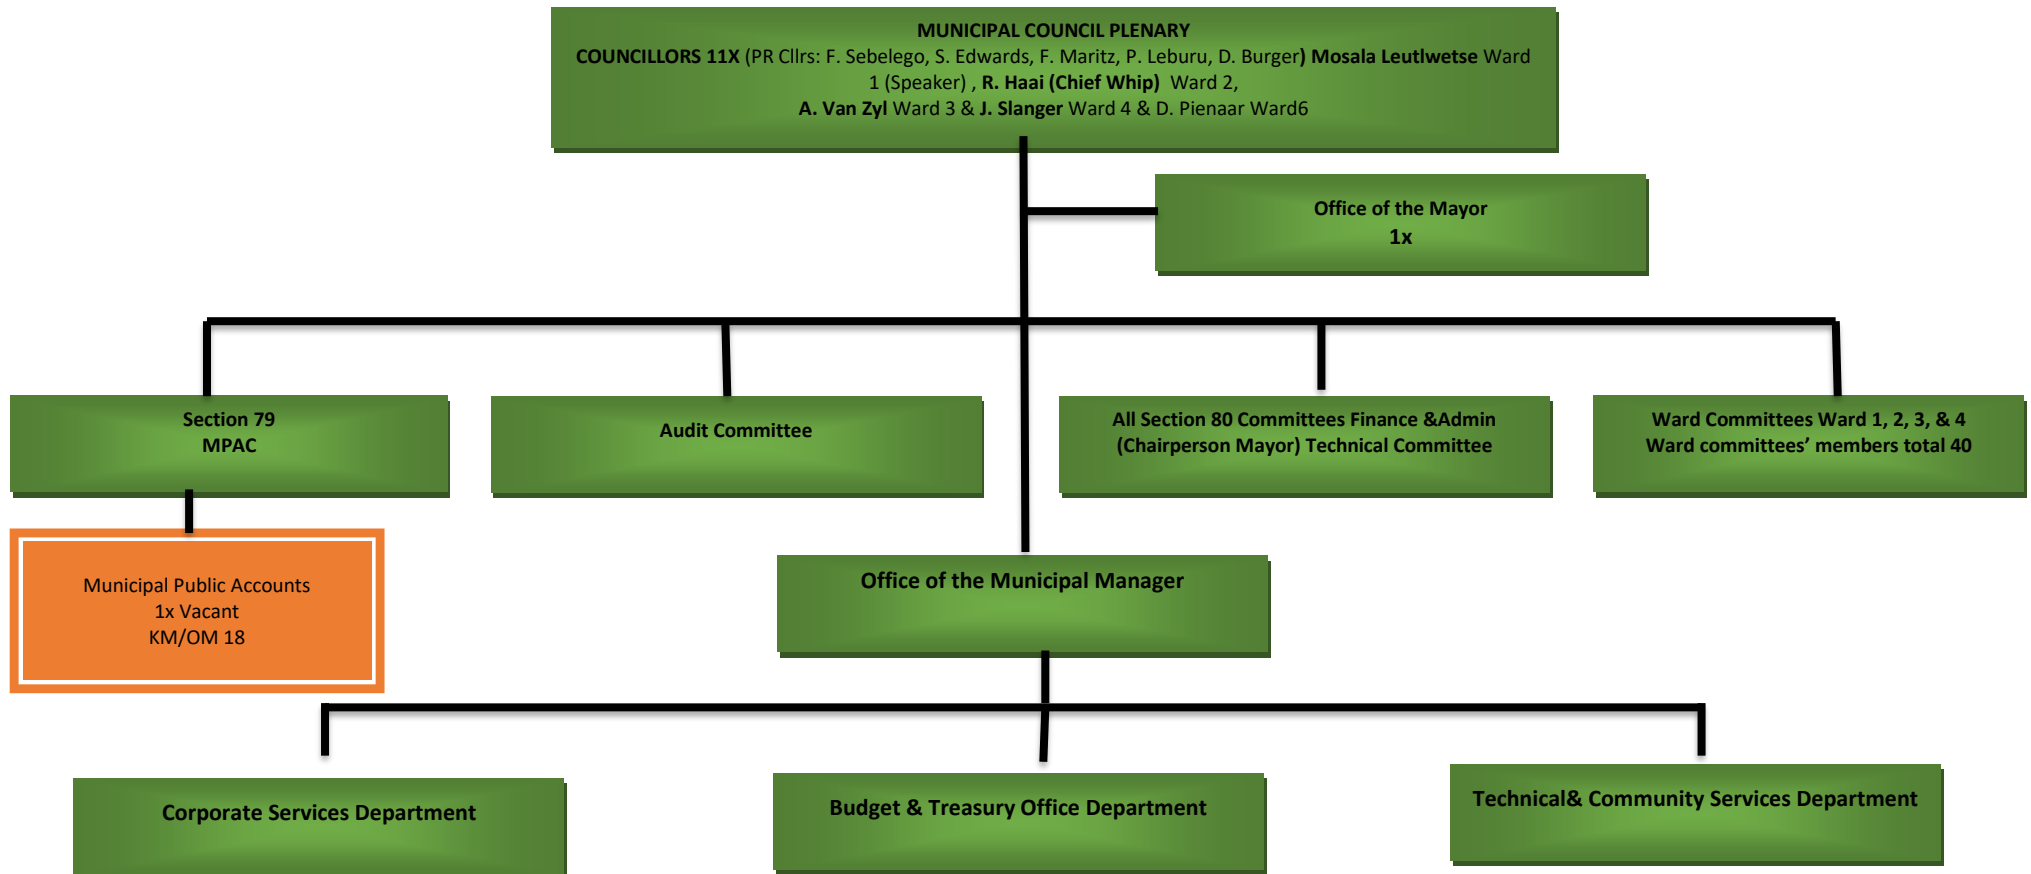 MUNICIPAL COUNCIL PLENARY
COUNCILLORS 11X (PR Cllrs: F. Sebelego, S. Edwards, F. Maritz, P. Leburu, D. Burger) Mosala Leutlwetse Ward
1 (Speaker) , R. Haai (Chief Whip) Ward 2,
A. Van Zyl Ward 3 & J. Slanger Ward 4 & D. Pienaar Ward6
Office of the Mayor
1x
Section 79
MPAC
Audit Committee
All Section 80 Committees Finance &Admin
(Chairperson Mayor) Technical Committee
Ward Committees Ward 1, 2, 3, & 4
Ward committees’ members total 40
Municipal Public Accounts
1x Vacant
KM/OM 18
Office of the Municipal Manager
Corporate Services Department
Budget & Treasury Office Department
Technical& Community Services Department